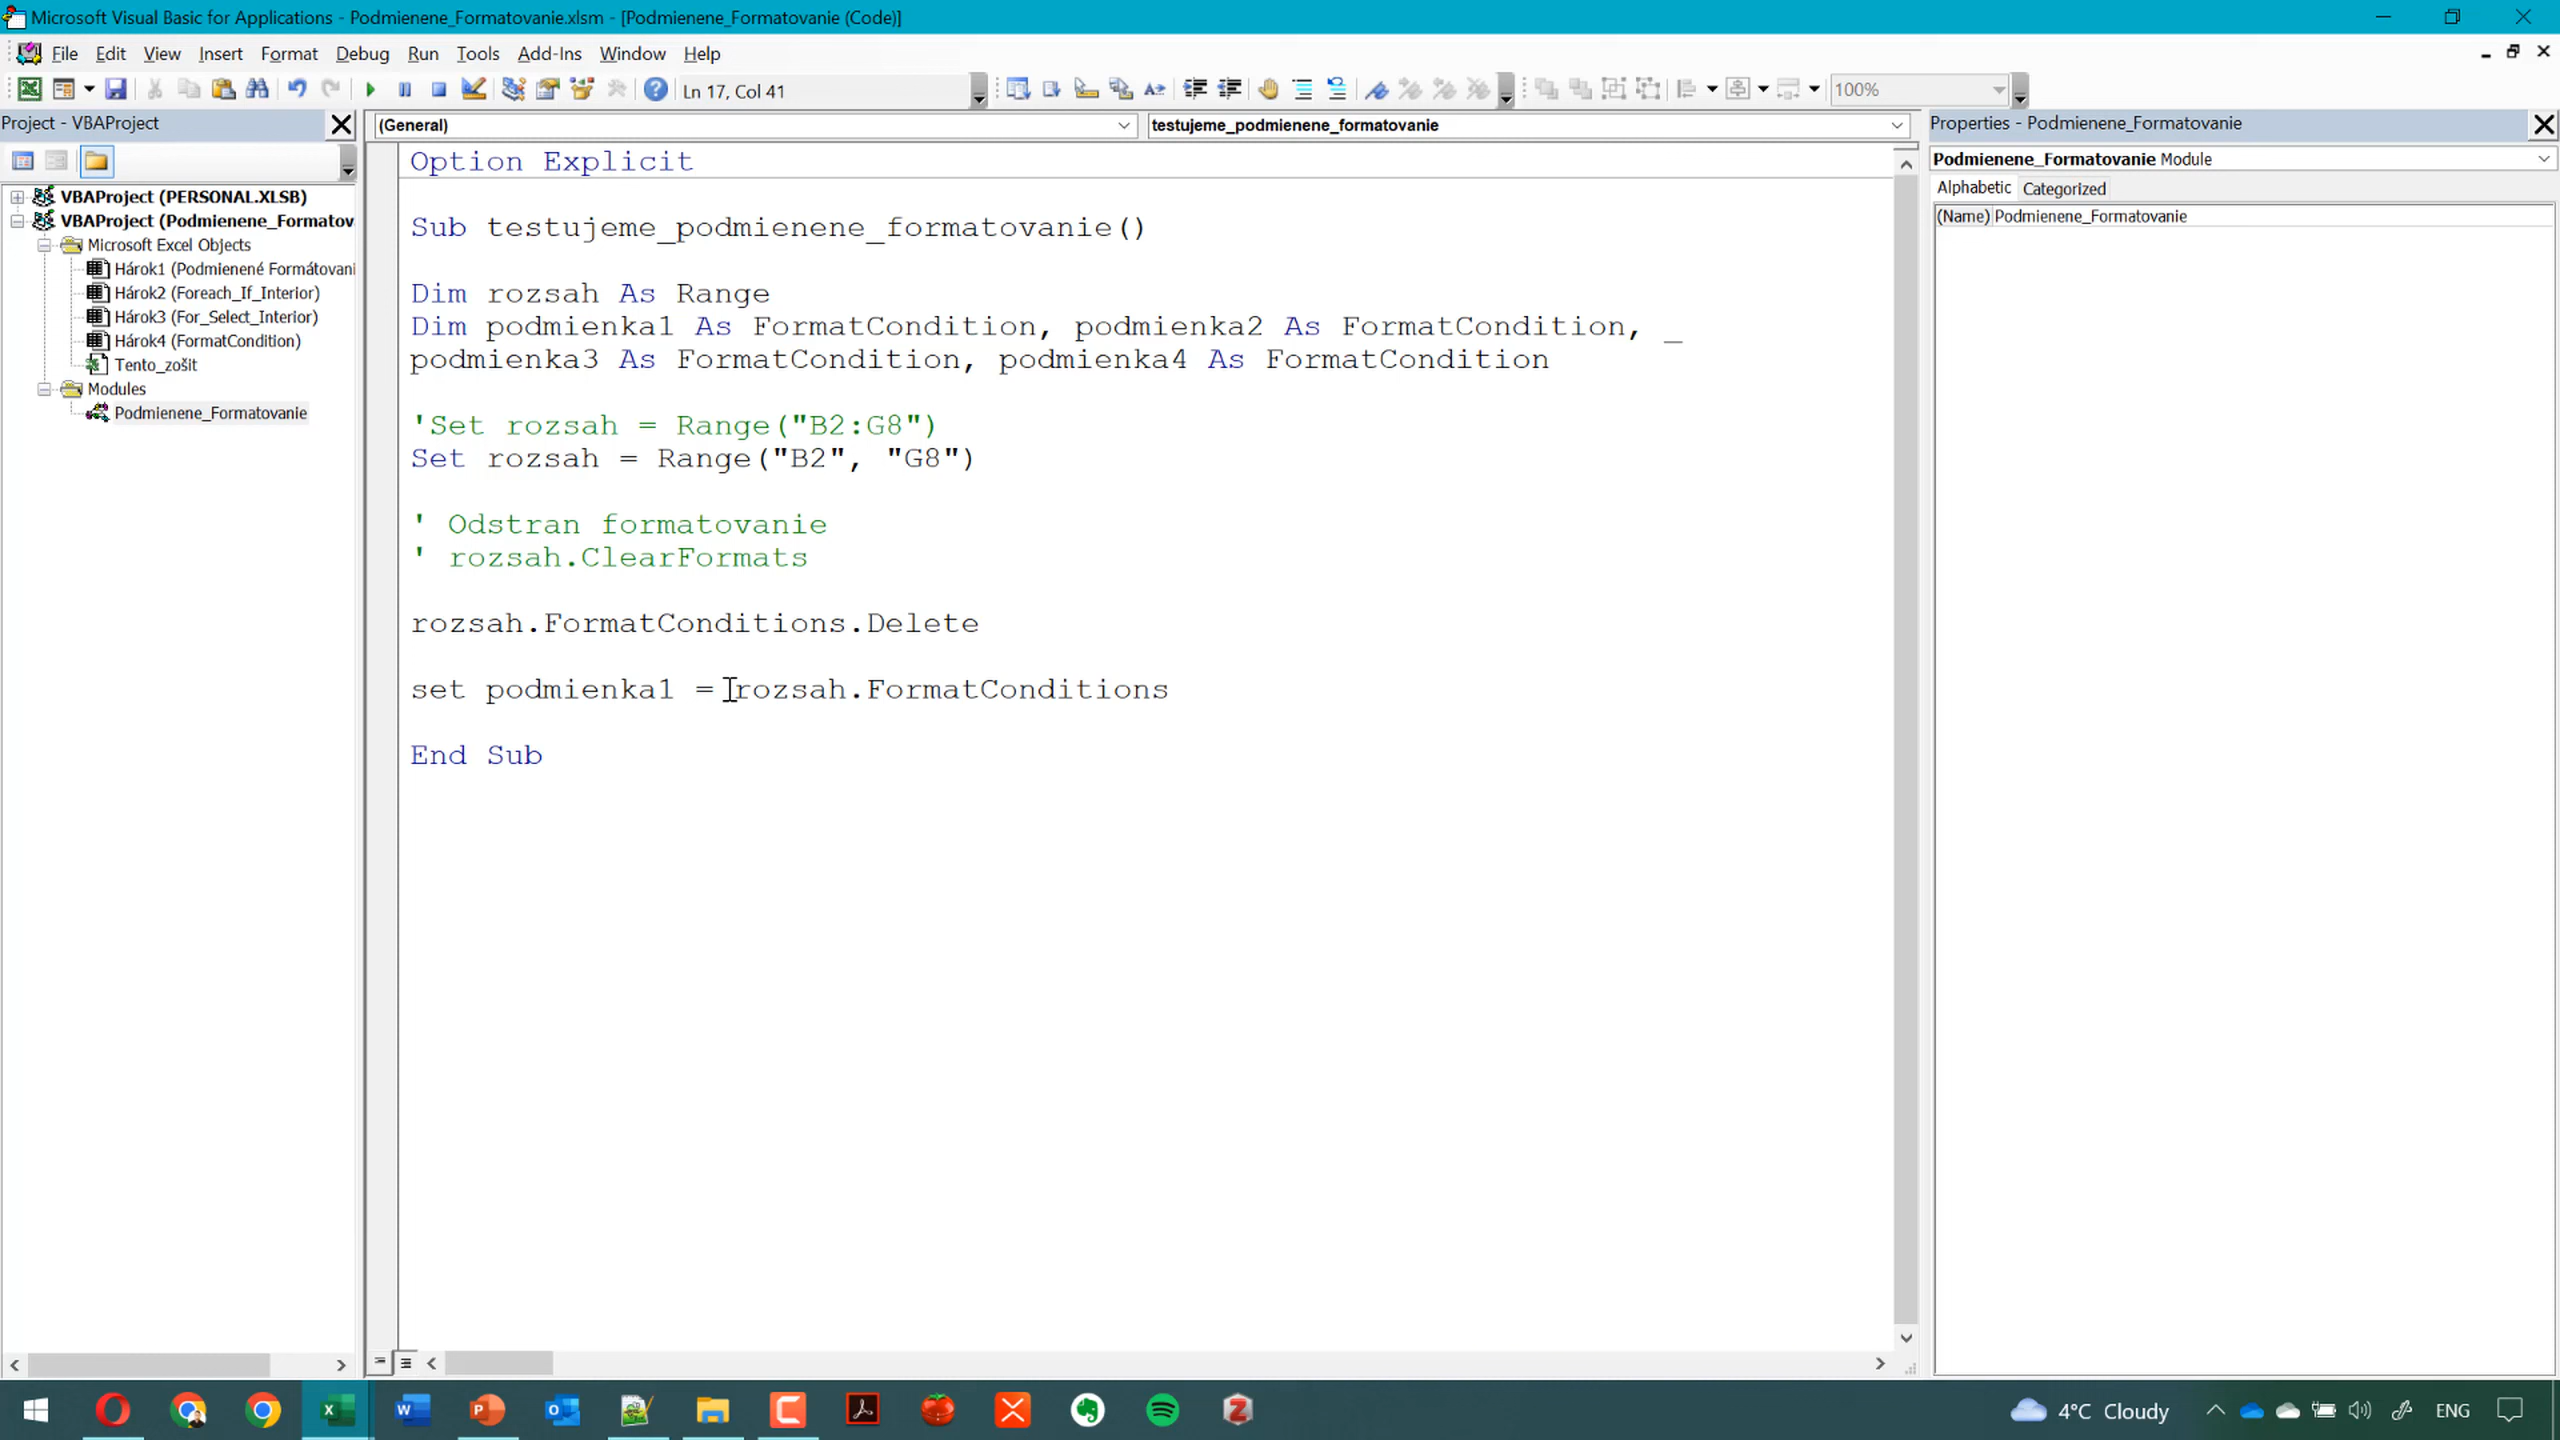 Microsoft Visual Basic for Applications - Podmienene_Formatovanie.xlsm - [Podmienene_Formatovanie (Code)]
File Edit View Insert Format Debug Run Tools Add-Ins Window Help
Ln 17, Col 41
100%
Project - VBAProject
(General)
testujeme_podmienene_formatovanie
Properties - Podmienene_Formatovanie
Podmienene_Formatovanie Module
Alphabetic Categorized
(Name) Podmienene_Formatovanie
VBAProject (PERSONAL.XLSB)
VBAProject (Podmienene_Formatov
Microsoft Excel Objects
Hárok1 (Podmienené Formátovani
Hárok2 (Foreach_If_Interior)
Hárok3 (For_Select_Interior)
Hárok4 (FormatCondition)
Tento_zošit
Modules
Podmienene_Formatovanie
Option Explicit
Sub testujeme_podmienene_formatovanie()
Dim rozsah As Range
Dim podmienka1 As FormatCondition, podmienka2 As FormatCondition, _
podmienka3 As FormatCondition, podmienka4 As FormatCondition
'Set rozsah = Range("B2:G8")
Set rozsah = Range("B2", "G8")
' Odstran formatovanie
' rozsah.ClearFormats
rozsah.FormatConditions.Delete
set podmienka1 = rozsah.FormatConditions
End Sub
4°C Cloudy
ENG